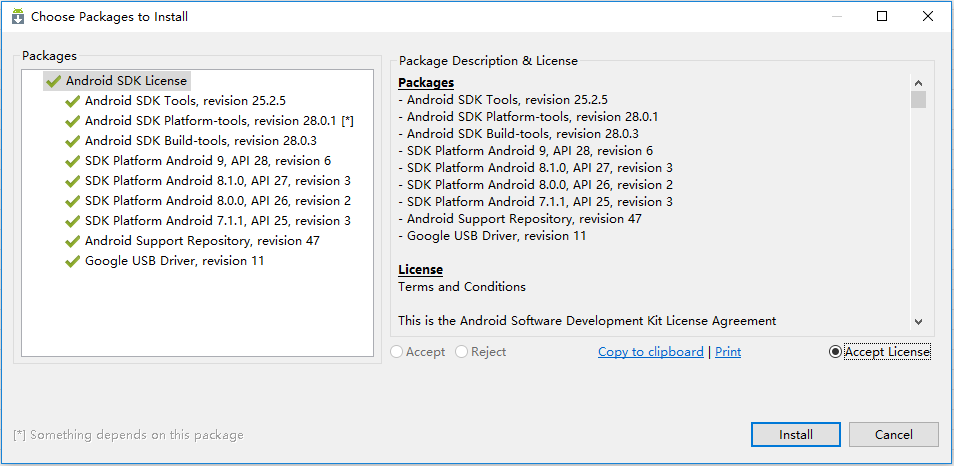 Choose Packages to Install
Packages
Android SDK License
Android SDK Tools, revision 25.2.5
Android SDK Platform-tools, revision 28.0.1 [*]
Android SDK Build-tools, revision 28.0.3
SDK Platform Android 9, API 28, revision 6
SDK Platform Android 8.1.0, API 27, revision 3
SDK Platform Android 8.0.0, API 26, revision 2
SDK Platform Android 7.1.1, API 25, revision 3
Android Support Repository, revision 47
Google USB Driver, revision 11
Package Description & License
Packages
- Android SDK Tools, revision 25.2.5
- Android SDK Platform-tools, revision 28.0.1
- Android SDK Build-tools, revision 28.0.3
- SDK Platform Android 9, API 28, revision 6
- SDK Platform Android 8.1.0, API 27, revision 3
- SDK Platform Android 8.0.0, API 26, revision 2
- SDK Platform Android 7.1.1, API 25, revision 3
- Android Support Repository, revision 47
- Google USB Driver, revision 11
License
Terms and Conditions
This is the Android Software Development Kit License Agreement
Accept Reject Copy to clipboard | Print Accept License
[*] Something depends on this package
Install Cancel